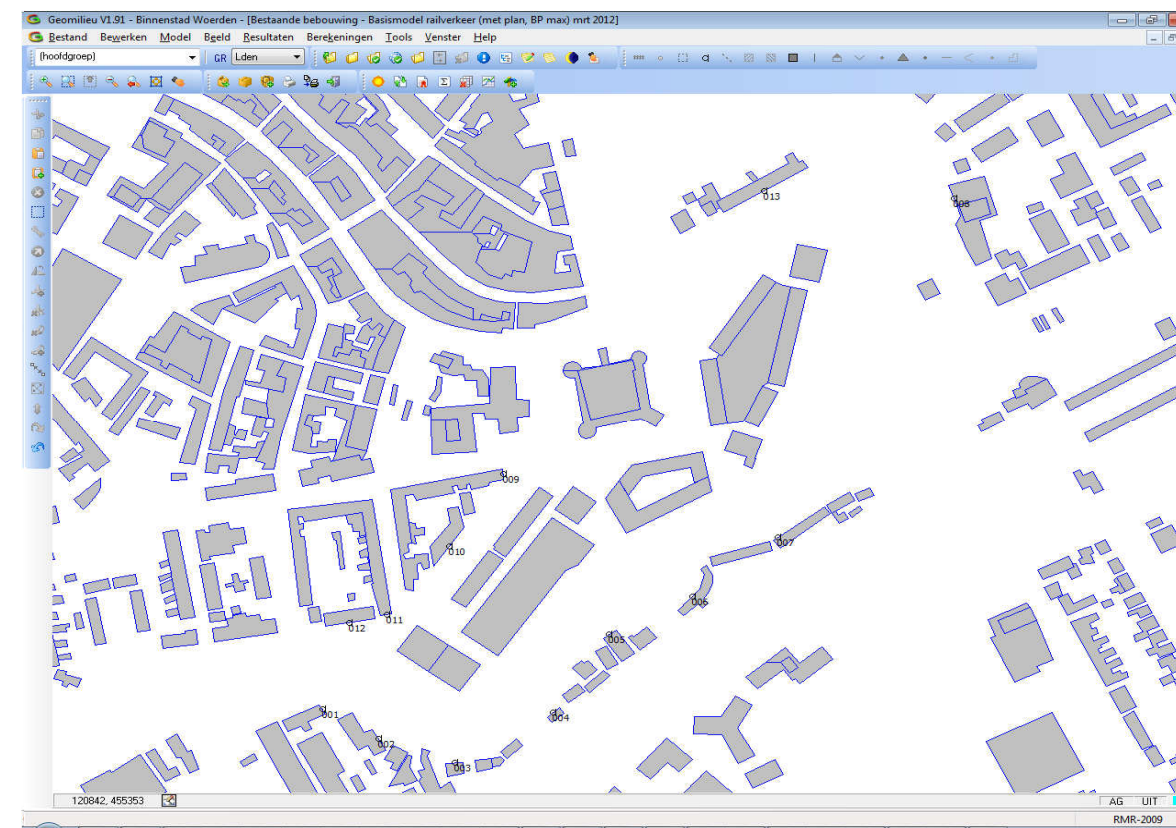 Geomilieu V1.91 - Binnenstad Woerden - [Bestaande bebouwing - Basismodel railverkeer (met plan, BP max) mrt 2012]
Bestand Bewerken Model Bgeld Resultaten Berekeningen Tools Venster Help
(hoofdgroep) GR Lden
013
008
009
010
007
006
011
012
005
004
001
002
003
120842, 455353 AG UIT
RMR-2009